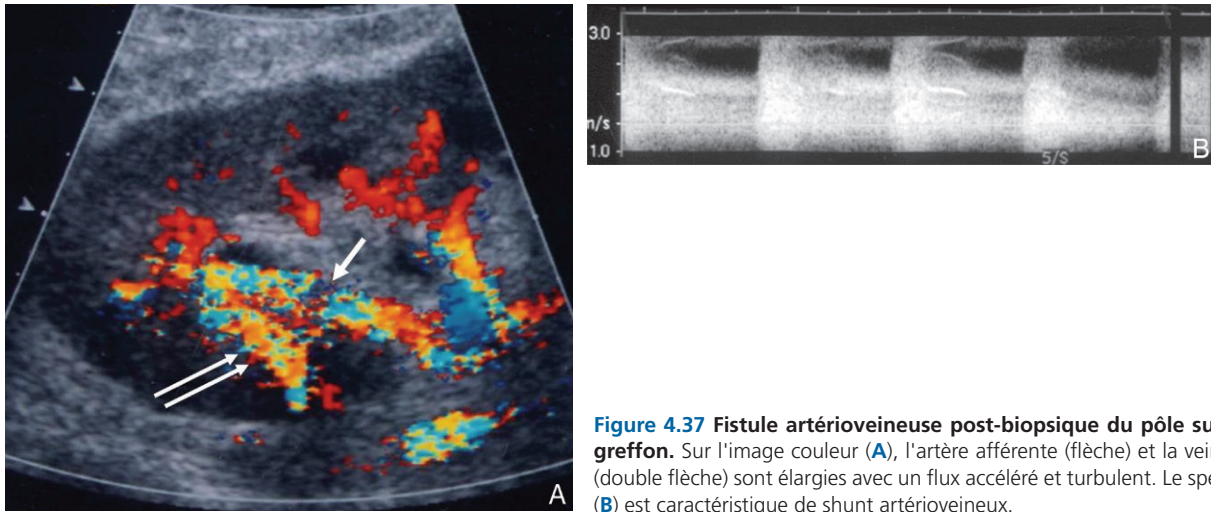 A
3.0
m/s
1.0
5/S
B
Figure 4.37 Fistule artérioveineuse post-biopsique du pôle su
greffon. Sur l'image couleur (A), l'artère afférente (flèche) et la vei
(double flèche) sont élargies avec un flux accéléré et turbulent. Le spe
(B) est caractéristique de shunt artérioveineux.